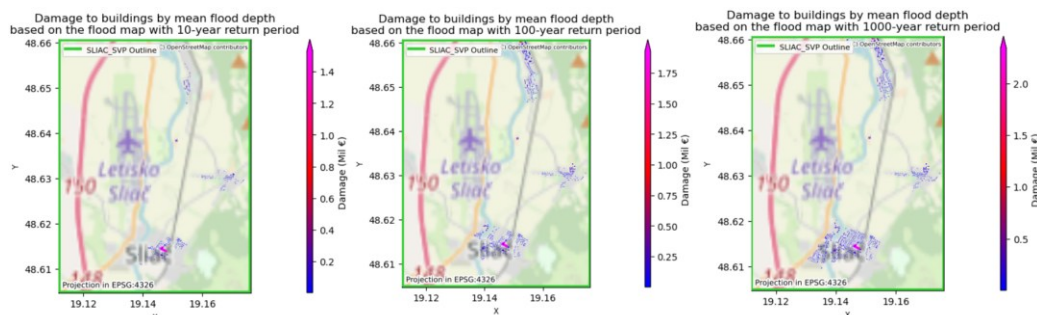 Damage to buildings by mean flood depth
based on the flood map with 10-year return period
48.66
SLIAC_SVP Outline
© OpenStreetMap contributors
48.65
48.64
48.63
48.62
48.61
Y
Letisko
Sliač
150
148
Sliač
Projection in EPSG:4326
19.12
19.14
19.16
X
1.4
1.2
1.0
0.8
0.6
0.4
0.2
Damage (Mil €)
Damage to buildings by mean flood depth
based on the flood map with 100-year return period
48.66
SLIAC_SVP Outline
© OpenStreetMap contributors
48.65
48.64
48.63
48.62
48.61
Y
Letisko
Sliač
150
148
Sliač
Projection in EPSG:4326
19.12
19.14
19.16
X
1.75
1.50
1.25
1.00
0.75
0.50
0.25
Damage (Mil €)
Damage to buildings by mean flood depth
based on the flood map with 1000-year return period
48.66
SLIAC_SVP Outline
© OpenStreetMap contributors
48.65
48.64
48.63
48.62
48.61
Y
Letisko
Sliač
150
148
Sliač
Projection in EPSG:4326
19.12
19.14
19.16
X
2.0
1.5
1.0
0.5
Damage (Mil €)